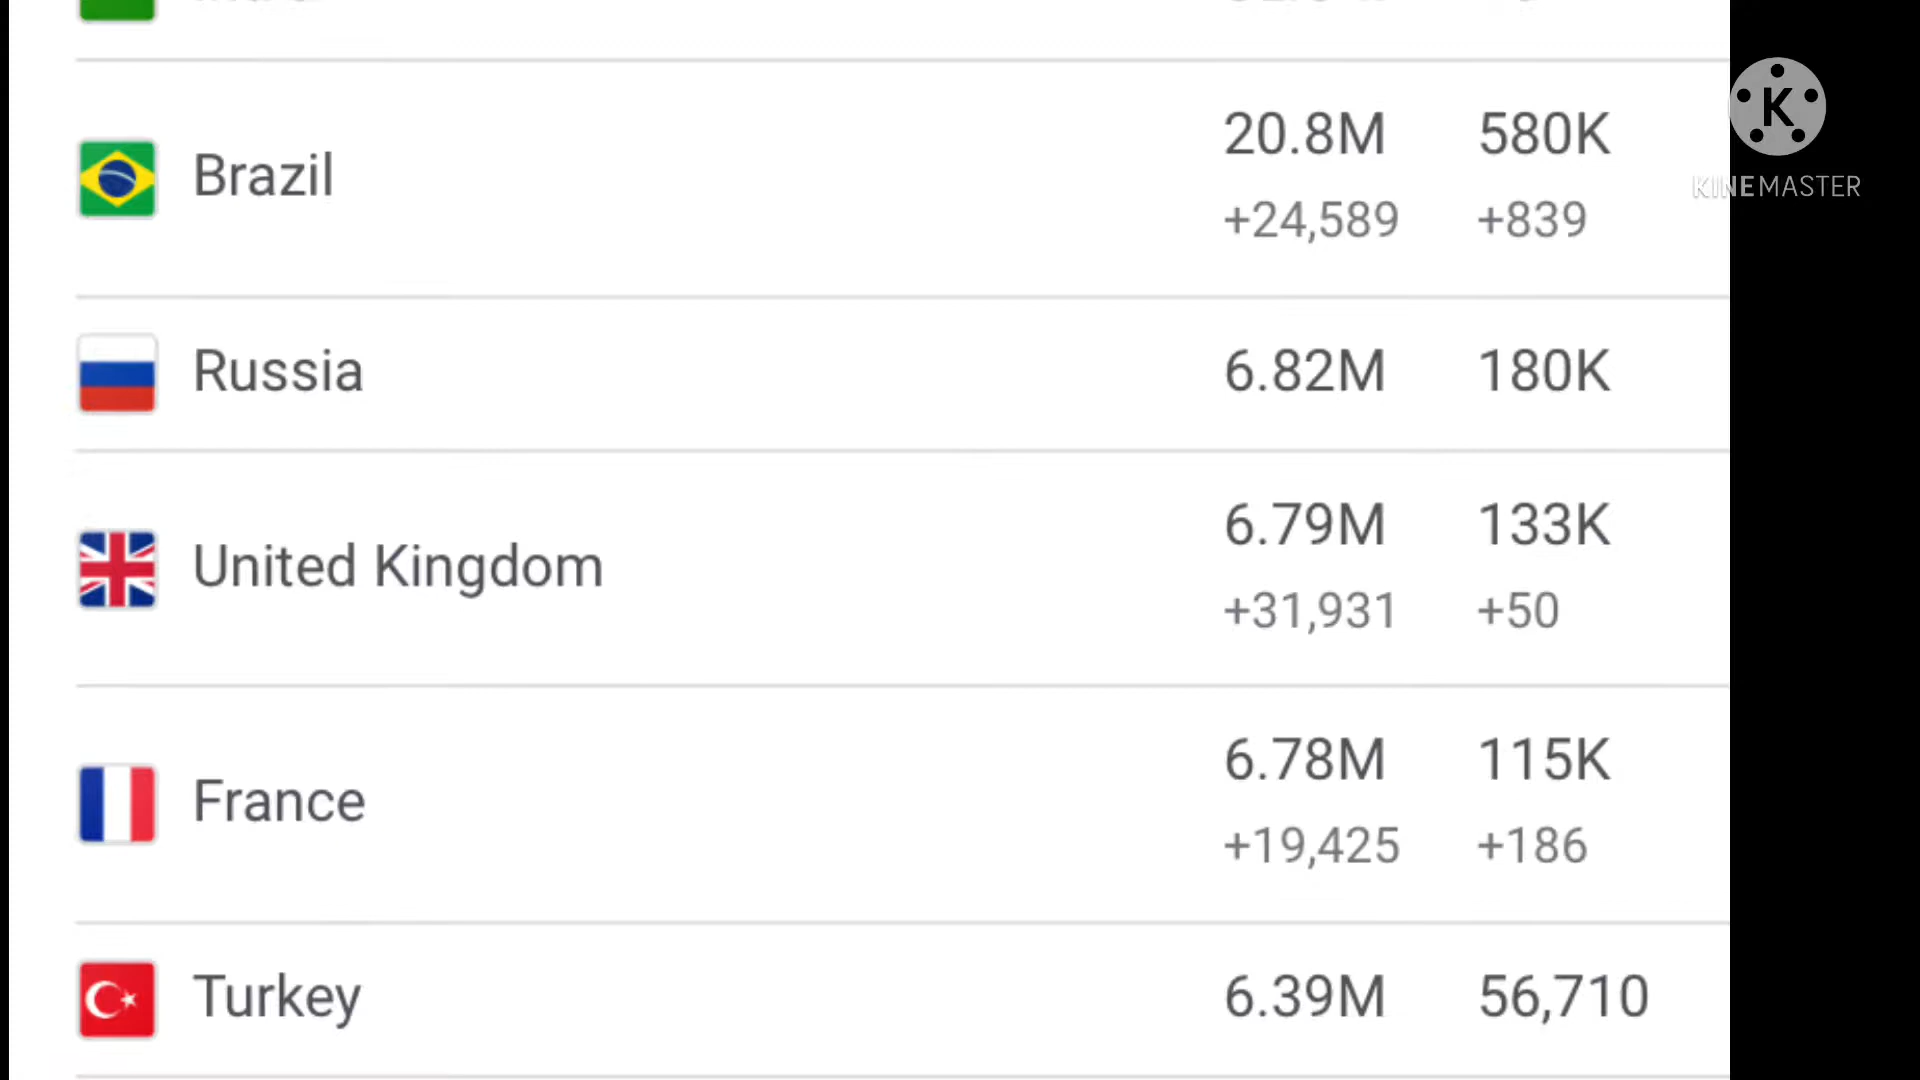 Brazil
20.8M 580K
+24,589 +839
Russia
6.82M 180K
United Kingdom
6.79M 133K
+31,931 +50
France
6.78M 115K
+19,425 +186
Turkey
6.39M 56,710
K
KINEMASTER